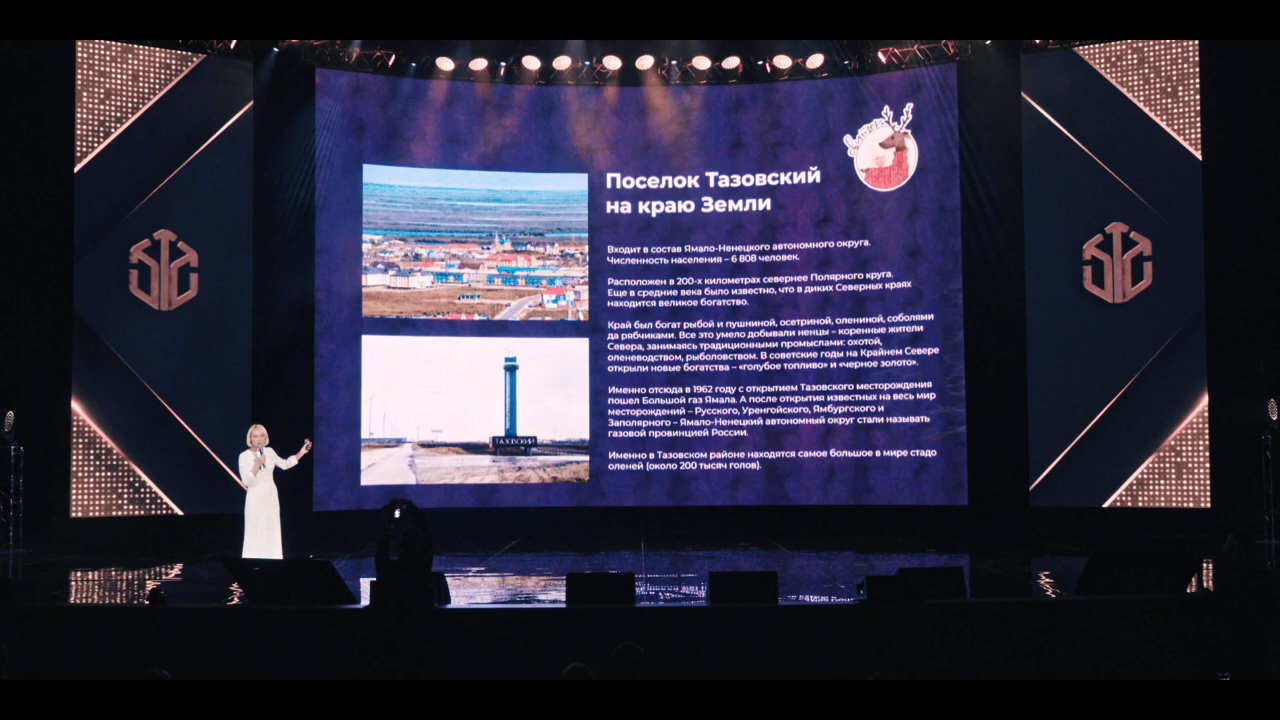 Поселок Тазовский
на краю Земли
Входит в состав Ямало-Ненецкого автономного округа.
Численность населения – 6 808 человек.
Расположен в 200-х километрах севернее Полярного круга.
Еще в средние века было известно, что в диких Северных краях
находится великое богатство.
Край был богат рыбой и пушниной, осетриной, олениной, соболями
да рябчиками. Все это умело добывали ненцы – коренные жители
Севера, занимаясь традиционными промыслами: охотой,
оленеводством, рыболовством. В советские годы на Крайнем Севере
открыли новые богатства – «голубое топливо» и «черное золото».
Именно отсюда в 1962 году с открытием Тазовского месторождения
пошел Большой газ Ямала. А после открытия известных на весь мир
месторождений – Русского, Уренгойского, Ямбургского и
Заполярного – Ямало-Ненецкий автономный округ стали называть
газовой провинцией России.
Именно в Тазовском районе находятся самое большое в мире стадо
оленей (около 200 тысяч голов).
ТАЗОВСКИЙ